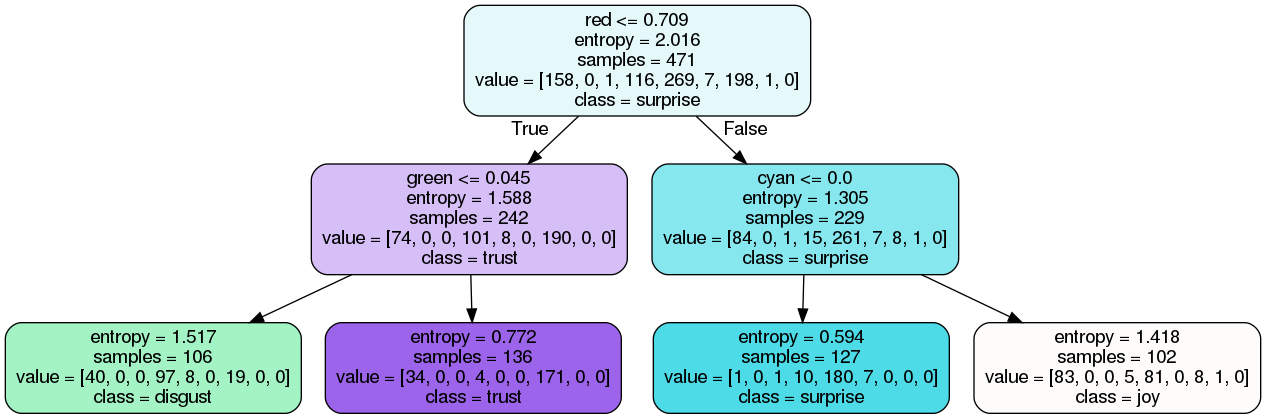 red <= 0.709
entropy = 2.016
samples = 471
value = [158, 0, 1, 116, 269, 7, 198, 1, 0]
class = surprise
True
False
green <= 0.045
entropy = 1.588
samples = 242
value = [74, 0, 0, 101, 8, 0, 190, 0, 0]
class = trust
cyan <= 0.0
entropy = 1.305
samples = 229
value = [84, 0, 1, 15, 261, 7, 8, 1, 0]
class = surprise
entropy = 1.517
samples = 106
value = [40, 0, 0, 97, 8, 0, 19, 0, 0]
class = disgust
entropy = 0.772
samples = 136
value = [34, 0, 0, 4, 0, 0, 171, 0, 0]
class = trust
entropy = 0.594
samples = 127
value = [1, 0, 1, 10, 180, 7, 0, 0, 0]
class = surprise
entropy = 1.418
samples = 102
value = [83, 0, 0, 5, 81, 0, 8, 1, 0]
class = joy